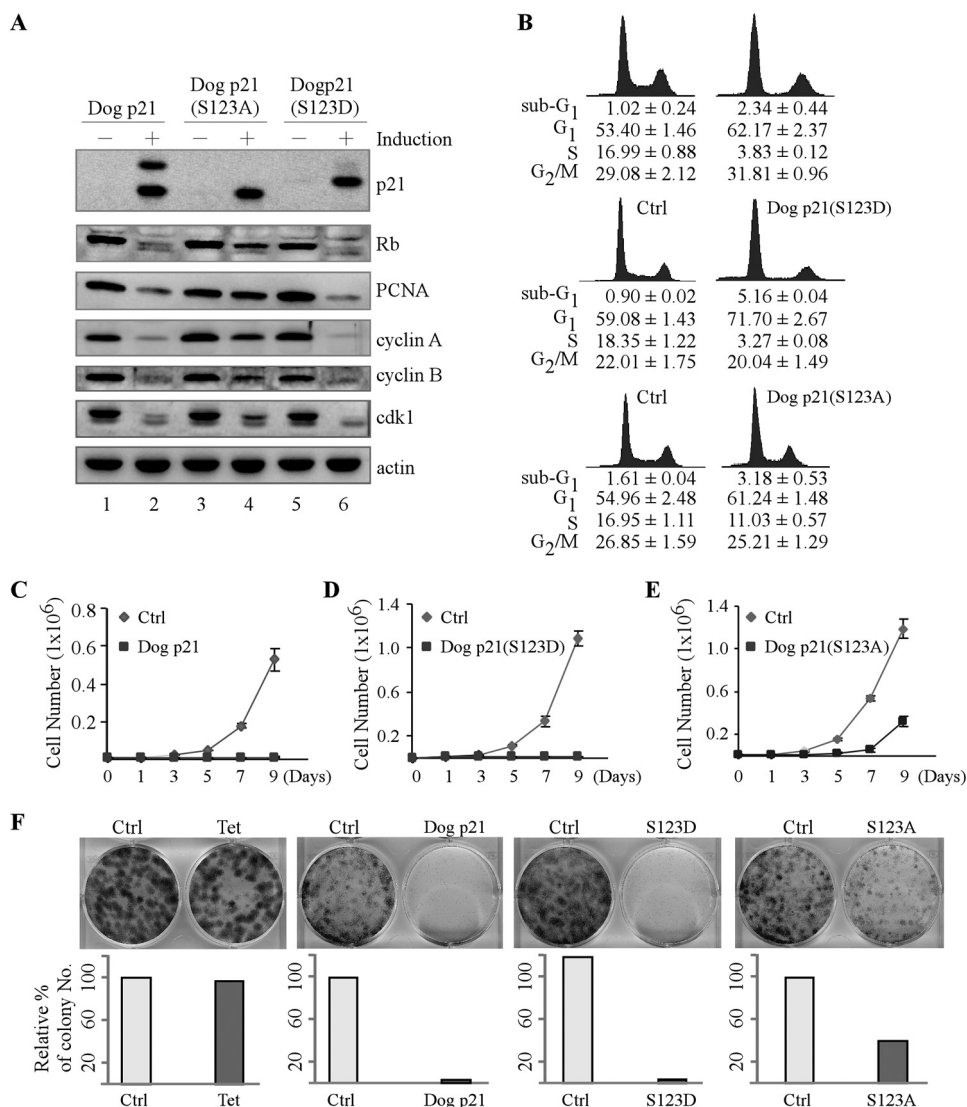 A
Dog p21
Dog p21
(S123A)
Dogp21
(S123D)
− + − + − + Induction
p21
Rb
PCNA
cyclin A
cyclin B
cdk1
actin
1 2 3 4 5 6
B
sub-G1 1.02 ± 0.24 2.34 ± 0.44
G1 53.40 ± 1.46 62.17 ± 2.37
S 16.99 ± 0.88 3.83 ± 0.12
G2/M 29.08 ± 2.12 31.81 ± 0.96
Ctrl Dog p21(S123D)
sub-G1 0.90 ± 0.02 5.16 ± 0.04
G1 59.08 ± 1.43 71.70 ± 2.67
S 18.35 ± 1.22 3.27 ± 0.08
G2/M 22.01 ± 1.75 20.04 ± 1.49
Ctrl Dog p21(S123A)
sub-G1 1.61 ± 0.04 3.18 ± 0.53
G1 54.96 ± 2.48 61.24 ± 1.48
S 16.95 ± 1.11 11.03 ± 0.57
G2/M 26.85 ± 1.59 25.21 ± 1.29
C
Cell Number (1x10^6)
0.8
0.6
0.4
0.2
Ctrl
Dog p21
0 1 3 5 7 9 (Days)
D
Cell Number (1x10^6)
1.4
1.0
0.6
0.2
Ctrl
Dog p21(S123D)
0 1 3 5 7 9 (Days)
E
Cell Number (1x10^6)
1.4
1.0
0.6
0.2
Ctrl
Dog p21(S123A)
0 1 3 5 7 9 (Days)
F
Ctrl Tet Ctrl Dog p21 Ctrl S123D Ctrl S123A
Relative %
of colony No.
100
60
20
100
60
20
100
60
20
100
60
20
Ctrl Tet Ctrl Dog p21 Ctrl S123D Ctrl S123A